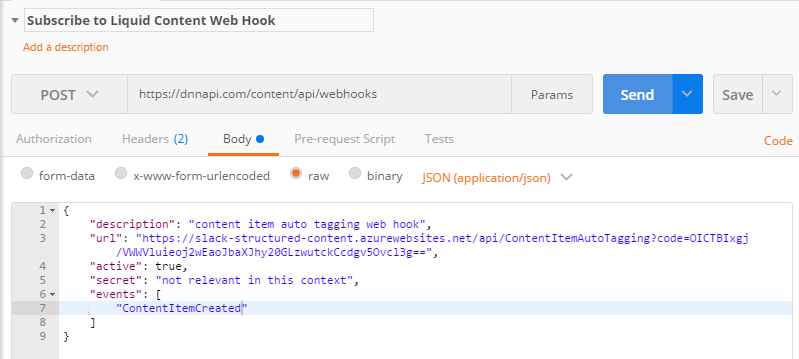 Subscribe to Liquid Content Web Hook
Add a description
POST https://dnnapi.com/content/api/webhooks Params Send Save
Authorization Headers (2) Body Pre-request Script Tests Code
form-data x-www-form-urlencoded raw binary JSON (application/json)
1 {
2 "description": "content item auto tagging web hook",
3 "url": "https://slack-structured-content.azurewebsites.net/api/ContentItemAutoTagging?code=OICTBIxgj
/VWWVluieoj2wEaoJbaXJhy20GLzwutckCcdgv5Ovcl3g==",
4 "active": true,
5 "secret": "not relevant in this context",
6 "events": [
7 "ContentItemCreated"
8 ]
9 }